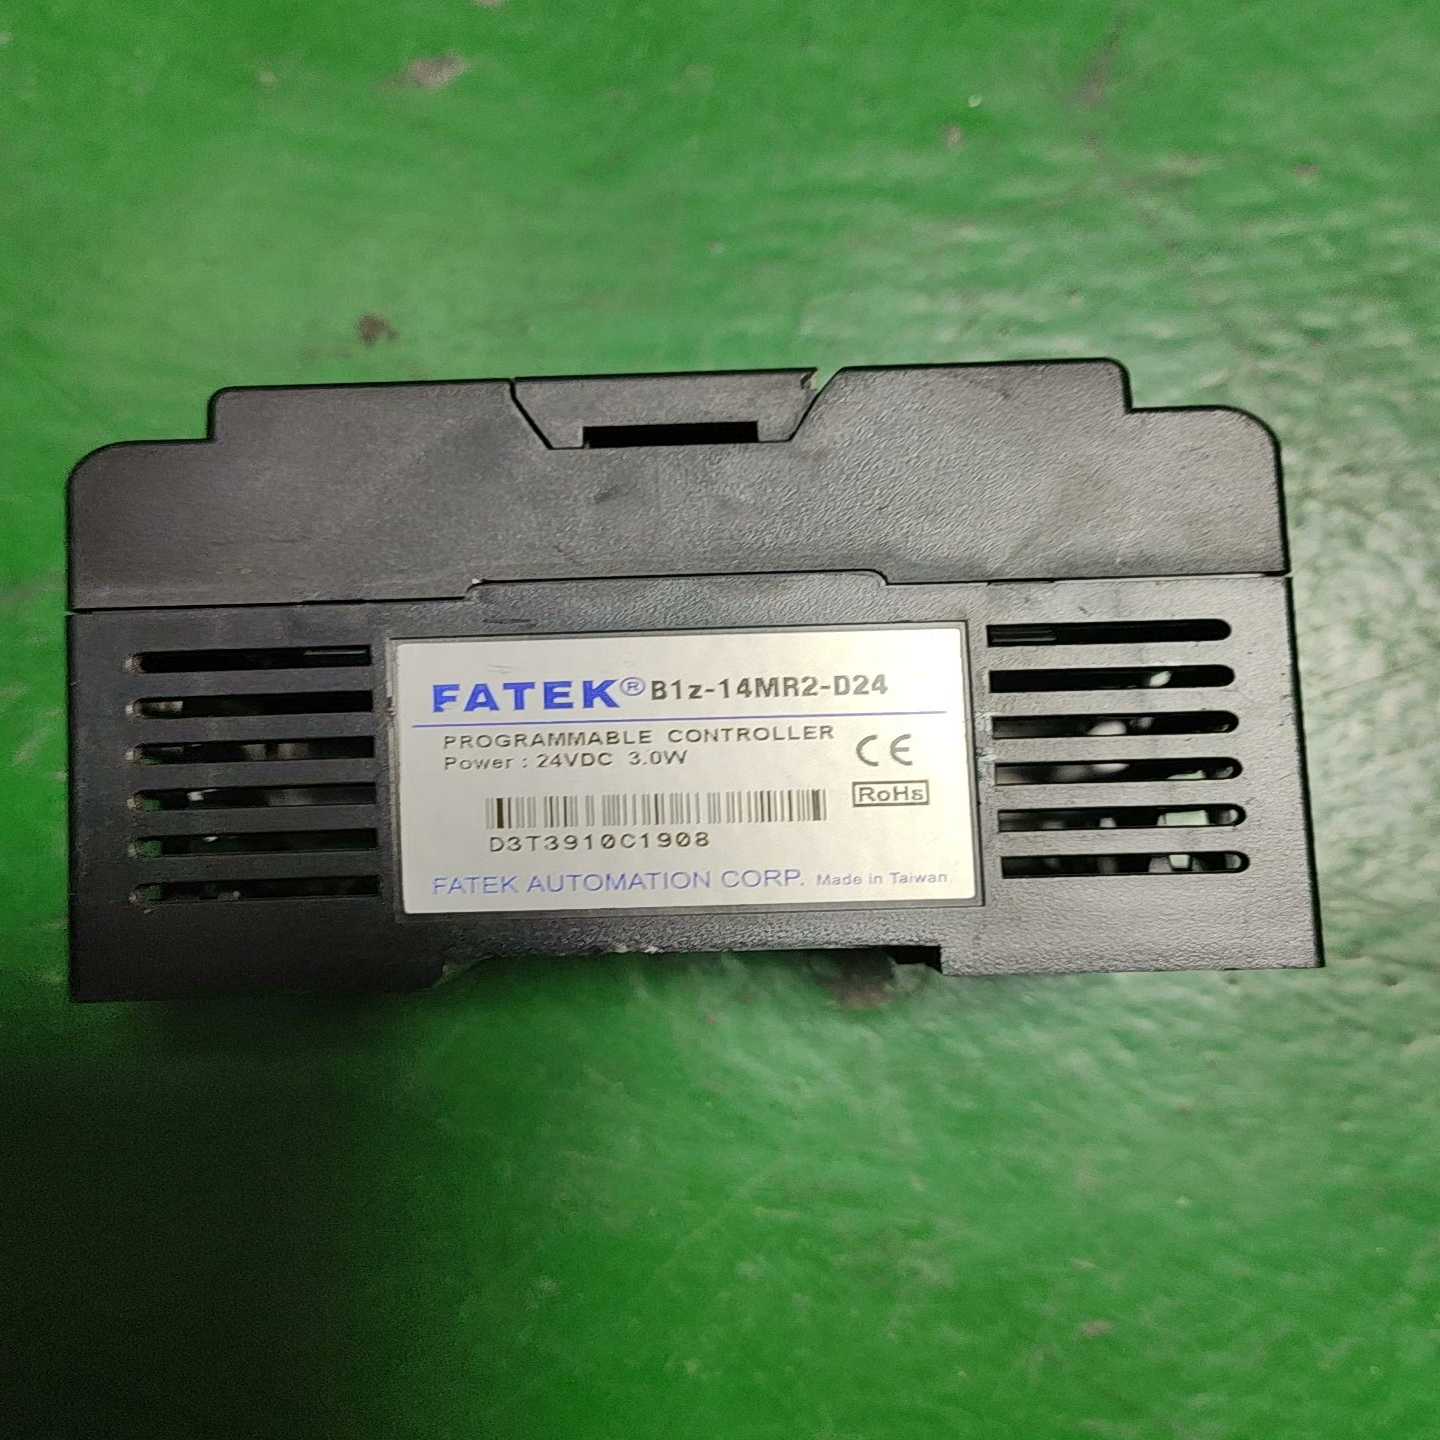 FATEK® B1z-14MR2-D24
PROGRAMMABLE CONTROLLER
Power : 24VDC 3.0W
CE
RoHs
D3T3910C1908
FATEK AUTOMATION CORP. Made in Taiwan